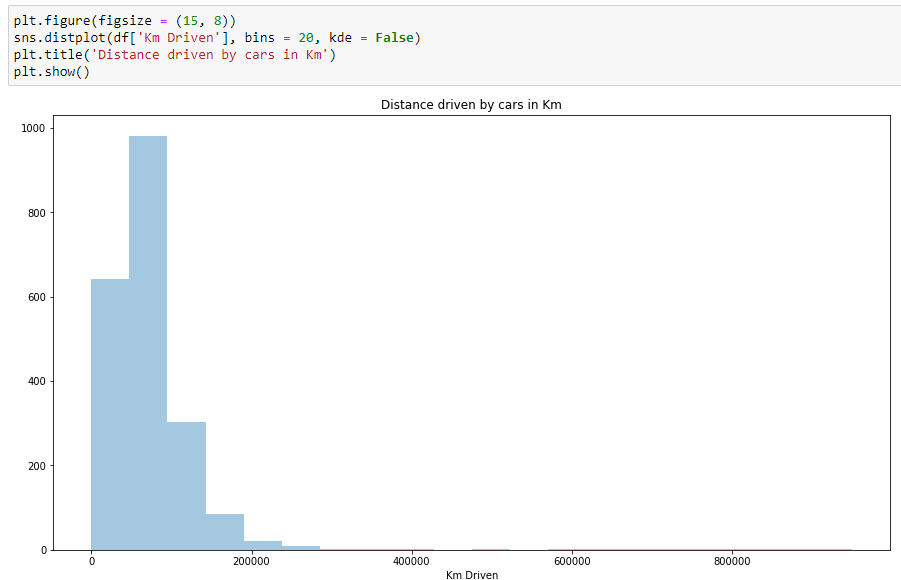 plt.figure(figsize = (15, 8))
sns.distplot(df['Km Driven'], bins = 20, kde = False)
plt.title('Distance driven by cars in Km')
plt.show()
Distance driven by cars in Km
1000
800
600
400
200
0
0 200000 400000 600000 800000
Km Driven